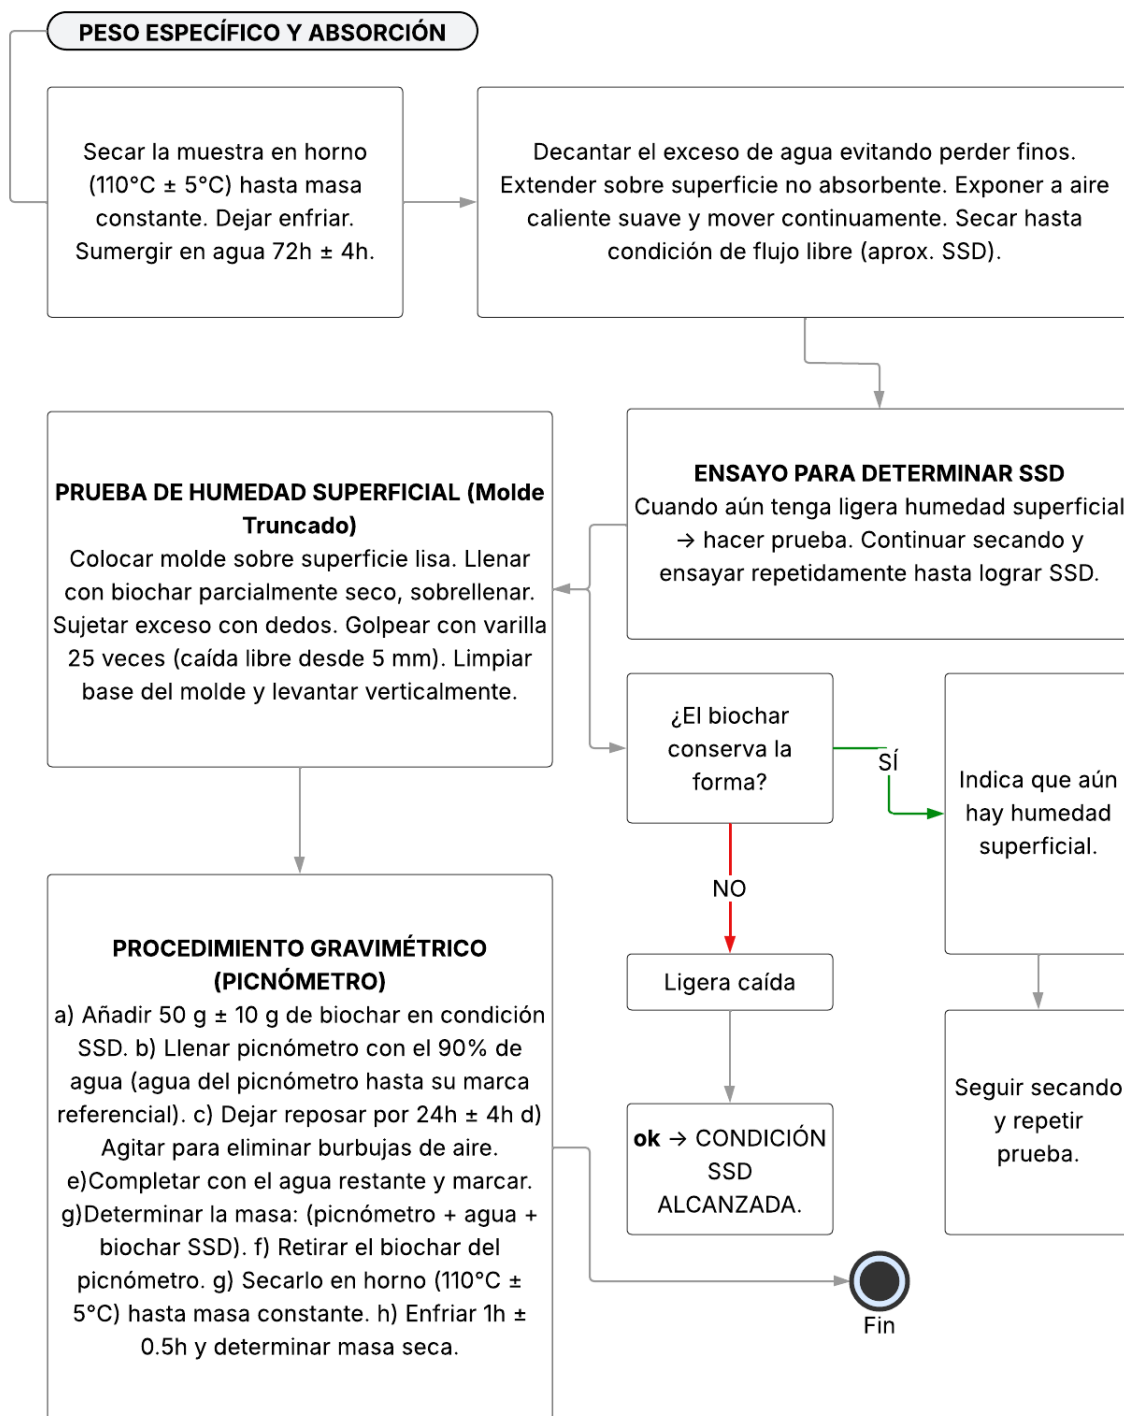 PESO ESPECÍFICO Y ABSORCIÓN
Secar la muestra en horno
(110°C ± 5°C) hasta masa
constante. Dejar enfriar.
Sumergir en agua 72h ± 4h.
Decantar el exceso de agua evitando perder finos.
Extender sobre superficie no absorbente. Exponer a aire
caliente suave y mover continuamente. Secar hasta
condición de flujo libre (aprox. SSD).
ENSAYO PARA DETERMINAR SSD
Cuando aún tenga ligera humedad superficial
→ hacer prueba. Continuar secando y
ensayar repetidamente hasta lograr SSD.
PRUEBA DE HUMEDAD SUPERFICIAL (Molde
Truncado)
Colocar molde sobre superficie lisa. Llenar
con biochar parcialmente seco, sobrellenar.
Sujetar exceso con dedos. Golpear con varilla
25 veces (caída libre desde 5 mm). Limpiar
base del molde y levantar verticalmente.
¿El biochar
conserva la
forma?
SÍ
Indica que aún
hay humedad
superficial.
Seguir secando
y repetir
prueba.
NO
Ligera caída
ok → CONDICIÓN
SSD
ALCANZADA.
PROCEDIMIENTO GRAVIMÉTRICO
(PICNÓMETRO)
a) Añadir 50 g ± 10 g de biochar en condición
SSD. b) Llenar picnómetro con el 90% de
agua (agua del picnómetro hasta su marca
referencial). c) Dejar reposar por 24h ± 4h d)
Agitar para eliminar burbujas de aire.
e)Completar con el agua restante y marcar.
g)Determinar la masa: (picnómetro + agua +
biochar SSD). f) Retirar el biochar del
picnómetro. g) Secarlo en horno (110°C ±
5°C) hasta masa constante. h) Enfriar 1h ±
0.5h y determinar masa seca.
Fin